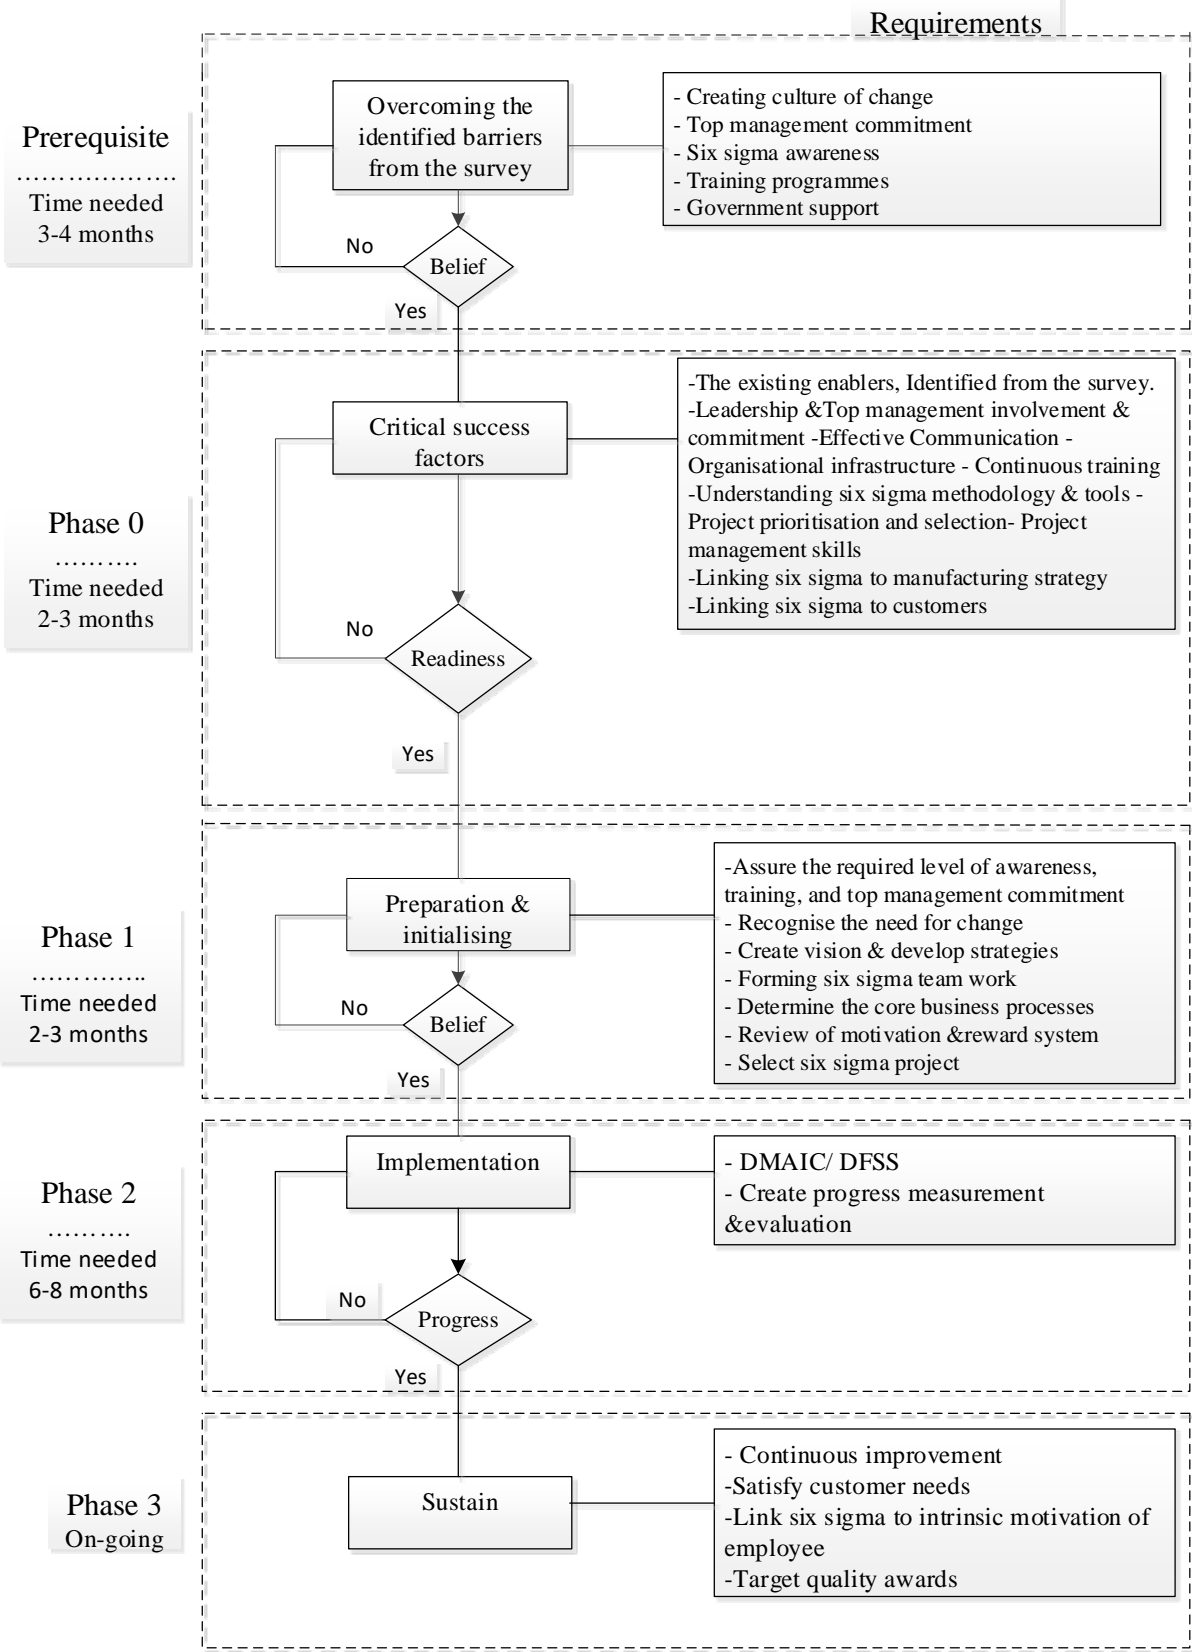 Requirements
Prerequisite
……………….
Time needed
3-4 months
Overcoming the
identified barriers
from the survey
- Creating culture of change
- Top management commitment
- Six sigma awareness
- Training programmes
- Government support
No
Belief
Yes
Phase 0
……….
Time needed
2-3 months
Critical success
factors
-The existing enablers, Identified from the survey.
-Leadership &Top management involvement &
commitment -Effective Communication -
Organisational infrastructure - Continuous training
-Understanding six sigma methodology & tools -
Project prioritisation and selection- Project
management skills
-Linking six sigma to manufacturing strategy
-Linking six sigma to customers
No
Readiness
Yes
Phase 1
…………..
Time needed
2-3 months
Preparation &
initialising
-Assure the required level of awareness,
training, and top management commitment
- Recognise the need for change
- Create vision & develop strategies
- Forming six sigma team work
- Determine the core business processes
- Review of motivation &reward system
- Select six sigma project
No
Belief
Yes
Phase 2
……….
Time needed
6-8 months
Implementation
- DMAIC/ DFSS
- Create progress measurement
&evaluation
No
Progress
Yes
Phase 3
On-going
Sustain
- Continuous improvement
-Satisfy customer needs
-Link six sigma to intrinsic motivation of
employee
-Target quality awards